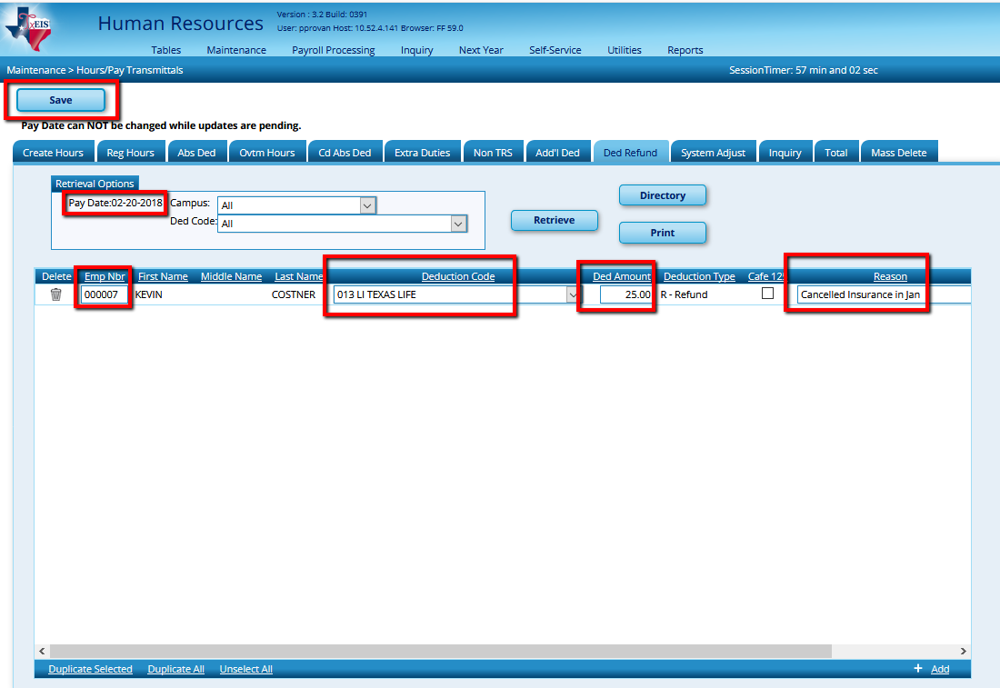 TxEIS
Human Resources
Version : 3.2 Build: 0391
User: pprovan Host: 10.52.4.141 Browser: FF 59.0
Tables Maintenance Payroll Processing Inquiry Next Year Self-Service Utilities Reports
Maintenance > Hours/Pay Transmittals SessionTimer: 57 min and 02 sec
Save
Pay Date can NOT be changed while updates are pending.
Create Hours Reg Hours Abs Ded Ovtm Hours Cd Abs Ded Extra Duties Non TRS Add'l Ded Ded Refund System Adjust Inquiry Total Mass Delete
Retrieval Options
Pay Date:02-20-2018 Campus: All
Ded Code: All
Retrieve
Directory
Print
Delete Emp Nbr First Name Middle Name Last Name Deduction Code Ded Amount Deduction Type Cafe 125 Reason
000007 KEVIN COSTNER 013 LI TEXAS LIFE 25.00 R - Refund Cancelled Insurance in Jan
Duplicate Selected Duplicate All Unselect All + Add